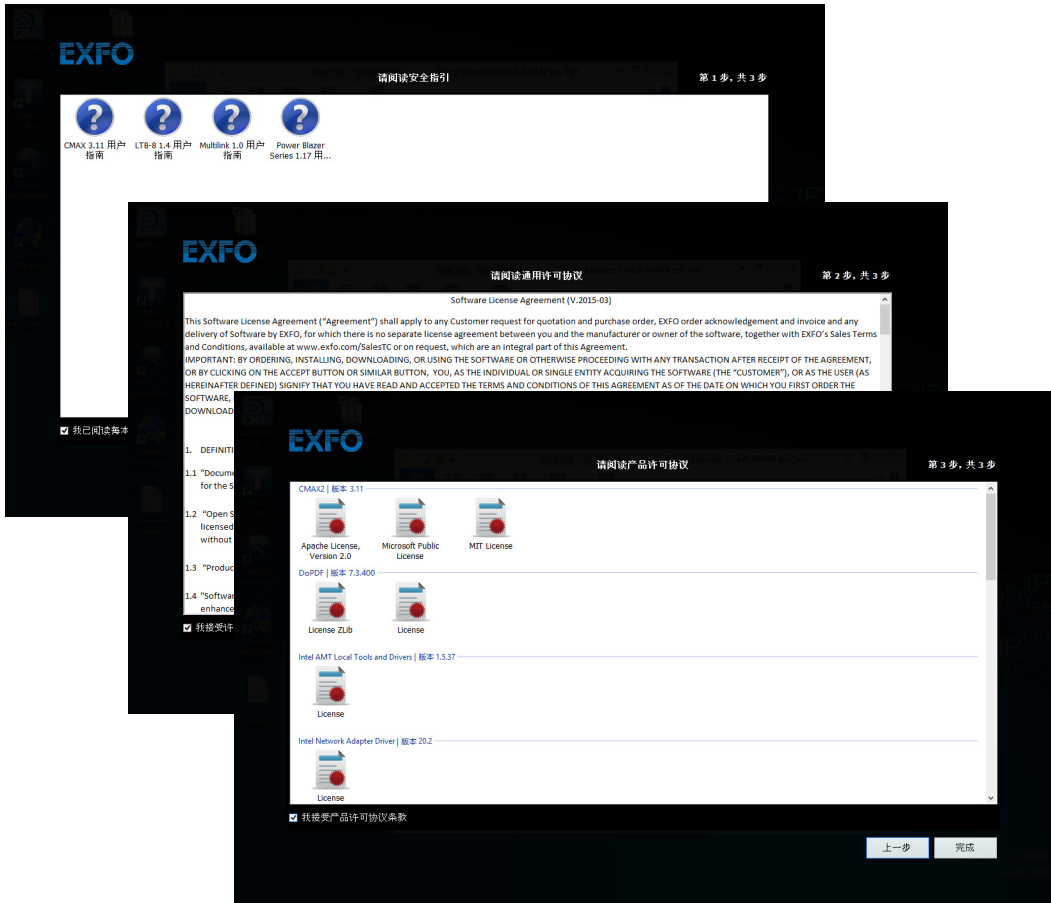 EXFO
请阅读安全指引
第 1 步, 共 3 步
CMAX 3.11 用户
指南
LTB-8 1.4 用户
指南
Multilink 1.0 用户
指南
Power Blazer
Series 1.17 用...
我已阅读每本
EXFO
请阅读通用许可协议
第 2 步, 共 3 步
Software License Agreement (V.2015-03)
This Software License Agreement ("Agreement") shall apply to any Customer request for quotation and purchase order, EXFO order acknowledgement and invoice and any
delivery of Software by EXFO, for which there is no separate license agreement between you and the manufacturer or owner of the software, together with EXFO's Sales Terms
and Conditions, available at www.exfo.com/SalesTC or on request, which are an integral part of this Agreement.
IMPORTANT: BY ORDERING, INSTALLING, DOWNLOADING, OR USING THE SOFTWARE OR OTHERWISE PROCEEDING WITH ANY TRANSACTION AFTER RECEIPT OF THE AGREEMENT,
OR BY CLICKING ON THE ACCEPT BUTTON OR SIMILAR BUTTON, YOU, AS THE INDIVIDUAL OR SINGLE ENTITY ACQUIRING THE SOFTWARE (THE "CUSTOMER"), OR AS THE USER (AS
HEREINAFTER DEFINED) SIGNIFY THAT YOU HAVE READ AND ACCEPTED THE TERMS AND CONDITIONS OF THIS AGREEMENT AS OF THE DATE ON WHICH YOU FIRST ORDER THE
SOFTWARE,
DOWNLOAD
1. DEFINITI
1.1 "Docume
for the S
1.2 "Open S
licensed
without
1.3 "Produc
1.4 "Softwar
enhance
我接受许
EXFO
请阅读产品许可协议
第 3 步, 共 3 步
CMAX2 | 版本 3.11
Apache License,
Version 2.0
Microsoft Public
License
MIT License
DoPDF | 版本 7.3.400
License ZLib
License
Intel AMT Local Tools and Drivers | 版本 1.5.37
License
Intel Network Adapter Driver | 版本 20.2
License
我接受产品许可协议条款
上一步
完成